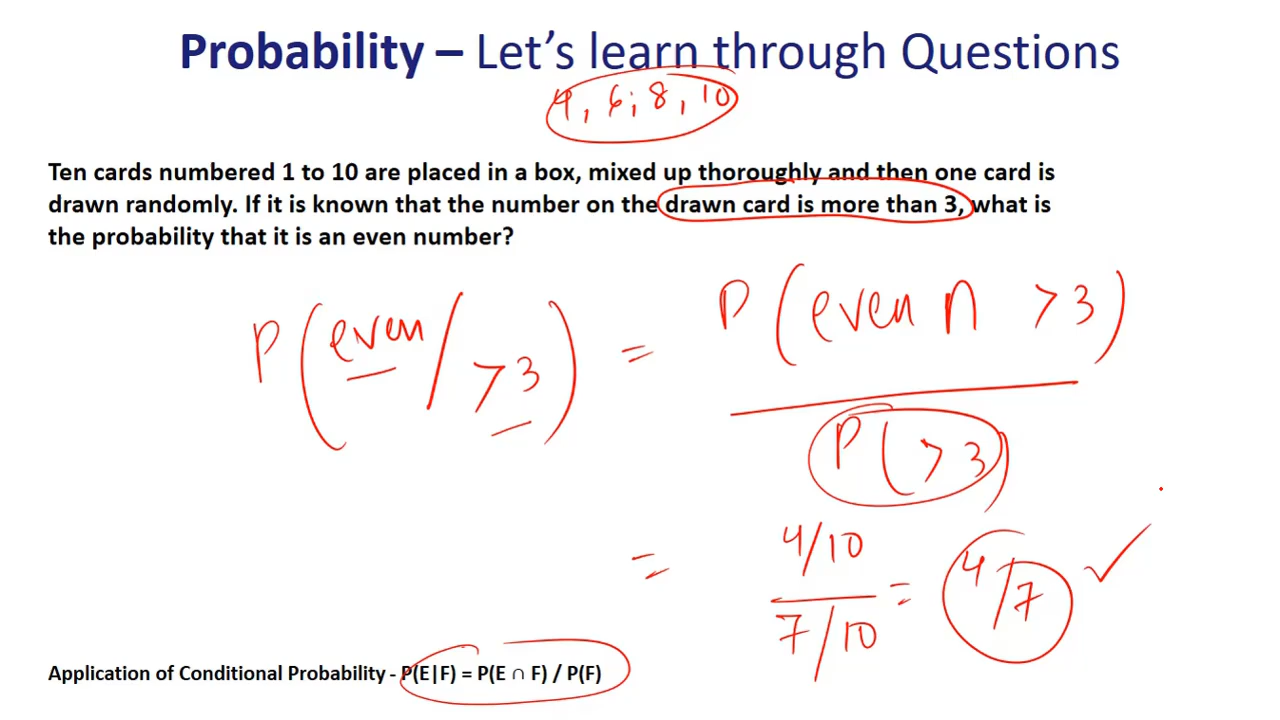 Probability – Let's learn through Questions
4, 6, 8, 10
Ten cards numbered 1 to 10 are placed in a box, mixed up thoroughly and then one card is
drawn randomly. If it is known that the number on the drawn card is more than 3, what is
the probability that it is an even number?
P(even / >3) = P(even ∩ >3)
P(>3)
= 4/10
7/10 = 4/7 ✓
Application of Conditional Probability - P(E|F) = P(E ∩ F) / P(F)